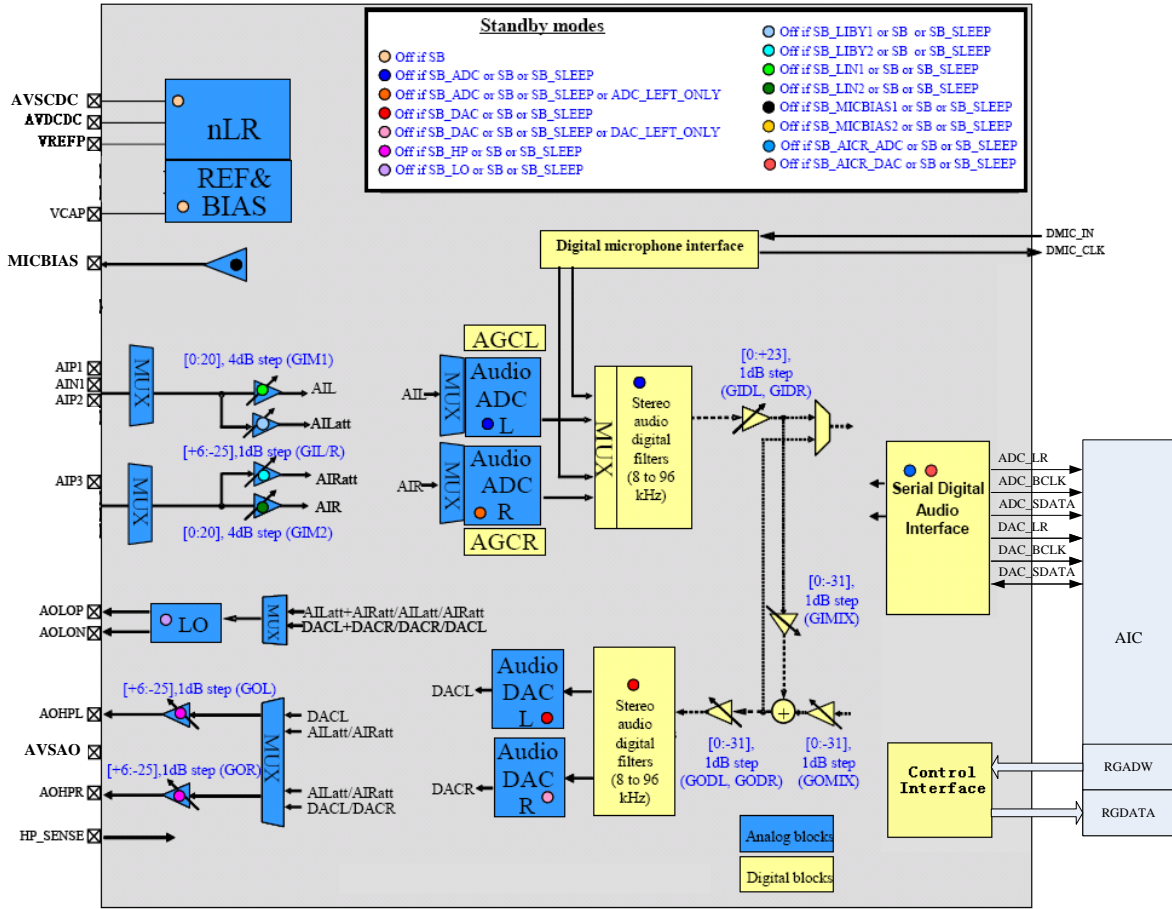 Standby modes
Off if SB
Off if SB_ADC or SB or SB_SLEEP
Off if SB_ADC or SB or SB_SLEEP or ADC_LEFT_ONLY
Off if SB_DAC or SB or SB_SLEEP
Off if SB_DAC or SB or SB_SLEEP or DAC_LEFT_ONLY
Off if SB_HP or SB or SB_SLEEP
Off if SB_LO or SB or SB_SLEEP
Off if SB_LIBY1 or SB or SB_SLEEP
Off if SB_LIBY2 or SB or SB_SLEEP
Off if SB_LIN1 or SB or SB_SLEEP
Off if SB_LIN2 or SB or SB_SLEEP
Off if SB_MICBIAS1 or SB or SB_SLEEP
Off if SB_MICBIAS2 or SB or SB_SLEEP
Off if SB_AICR_ADC or SB or SB_SLEEP
Off if SB_AICR_DAC or SB or SB_SLEEP
AVSCDC
AVDCDC
VREFP
VCAP
nLR
REF&
BIAS
MICBIAS
Digital microphone interface
DMIC_IN
DMIC_CLK
AIP1
AIN1
AIP2
MUX
[0:20], 4dB step (GIM1)
AIL
AILatt
[+6:-25],1dB step (GIL/R)
AIP3
MUX
AIRatt
AIR
[0:20], 4dB step (GIM2)
AGCL
AIL
MUX
Audio
ADC
L
AIR
MUX
Audio
ADC
R
AGCR
MUX
Stereo
audio
digital
filters
(8 to 96
kHz)
[0:+23],
1dB step
(GIDL, GIDR)
Serial Digital
Audio
Interface
ADC_LR
ADC_BCLK
ADC_SDATA
DAC_LR
DAC_BCLK
DAC_SDATA
AIC
[0:-31],
1dB step
(GIMIX)
AOLOP
AOLON
LO
MUX
AILatt+AIRatt/AILatt/AIRatt
DACL+DACR/DACR/DACL
[+6:-25],1dB step (GOL)
AOHPL
AVSAO
[+6:-25],1dB step (GOR)
AOHPR
HP_SENSE
MUX
DACL
AILatt/AIRatt
AILatt/AIRatt
DACL/DACR
DACL
Audio
DAC
L
DACR
Audio
DAC
R
Stereo
audio
digital
filters
(8 to 96
kHz)
+
[0:-31],
1dB step
(GODL, GODR)
[0:-31],
1dB step
(GOMIX)
Control
Interface
RGADW
RGDATA
Analog blocks
Digital blocks